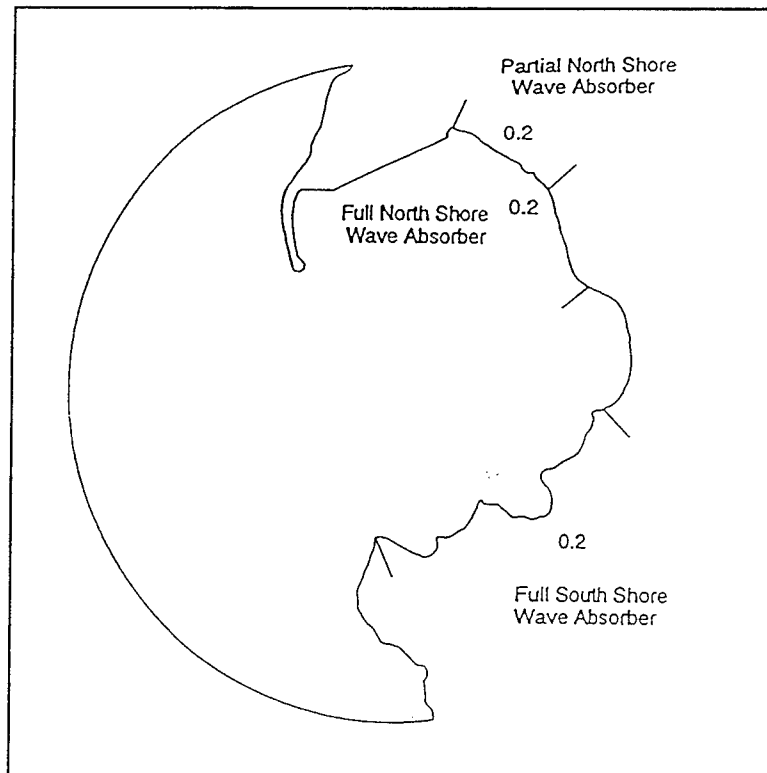 Partial North Shore
Wave Absorber
0.2
0.2
Full North Shore
Wave Absorber
0.2
Full South Shore
Wave Absorber